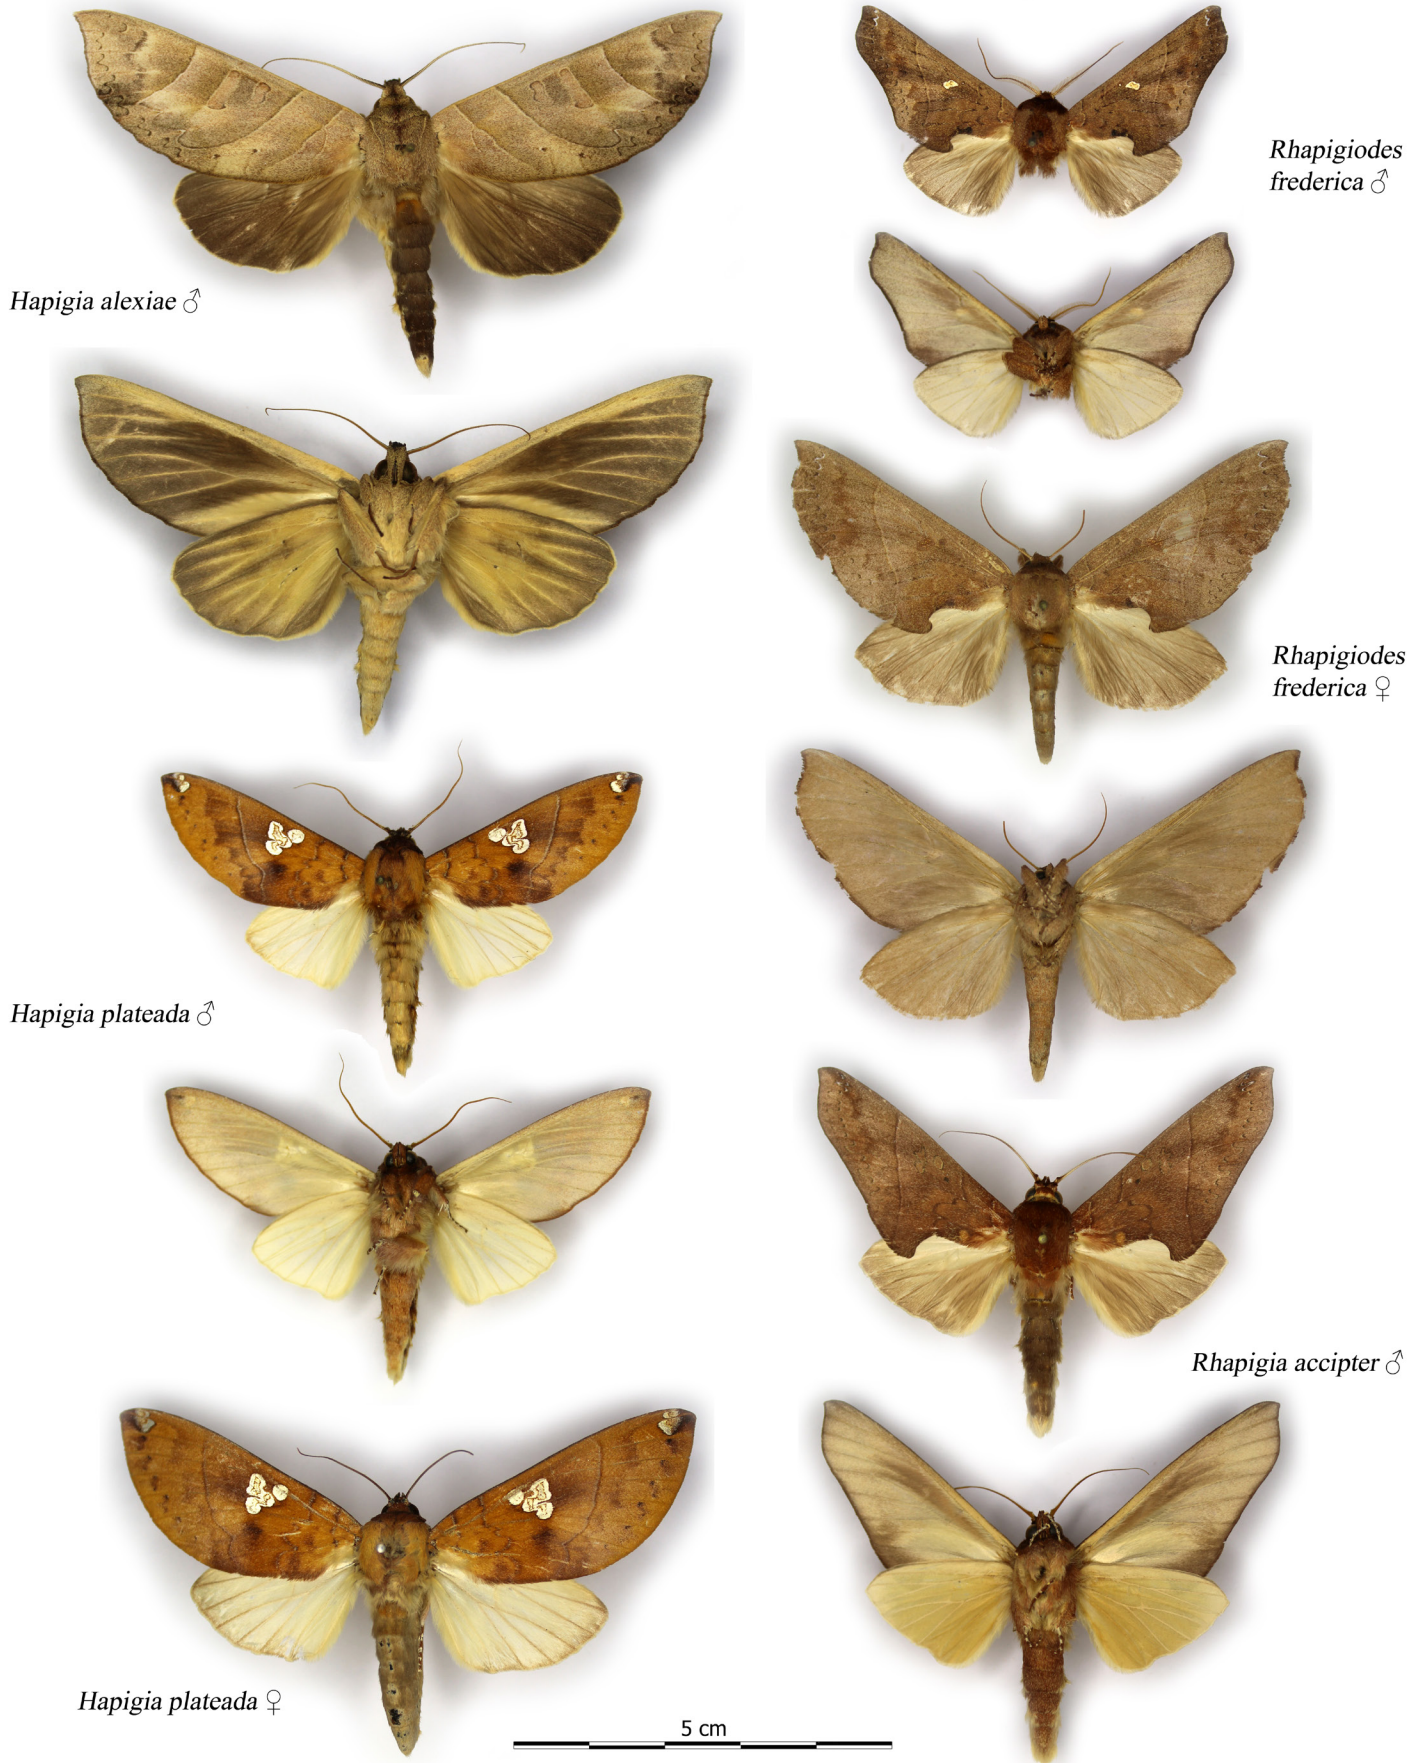 Hapigia alexiae ♂
Hapigia plateada ♂
Hapigia plateada ♀
Rhapigiodes
frederica ♂
Rhapigiodes
frederica ♀
Rhapigia accipter ♂
5 cm